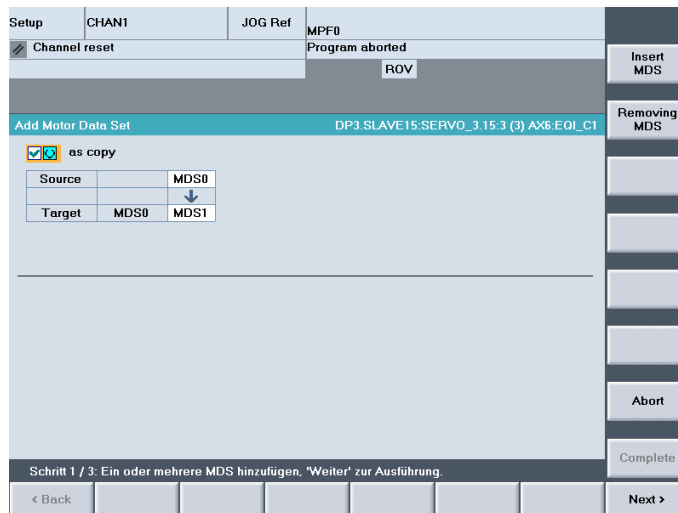 Setup CHAN1 JOG Ref MPF0
Channel reset Program aborted
ROV
Insert
MDS
Add Motor Data Set DP3.SLAVE15:SERVO_3.15:3 (3) AX6:EQI_C1
Removing
MDS
as copy
Source MDS0
Target MDS0 MDS1
Abort
Complete
Schritt 1 / 3: Ein oder mehrere MDS hinzufügen, 'Weiter' zur Ausführung.
< Back Next >